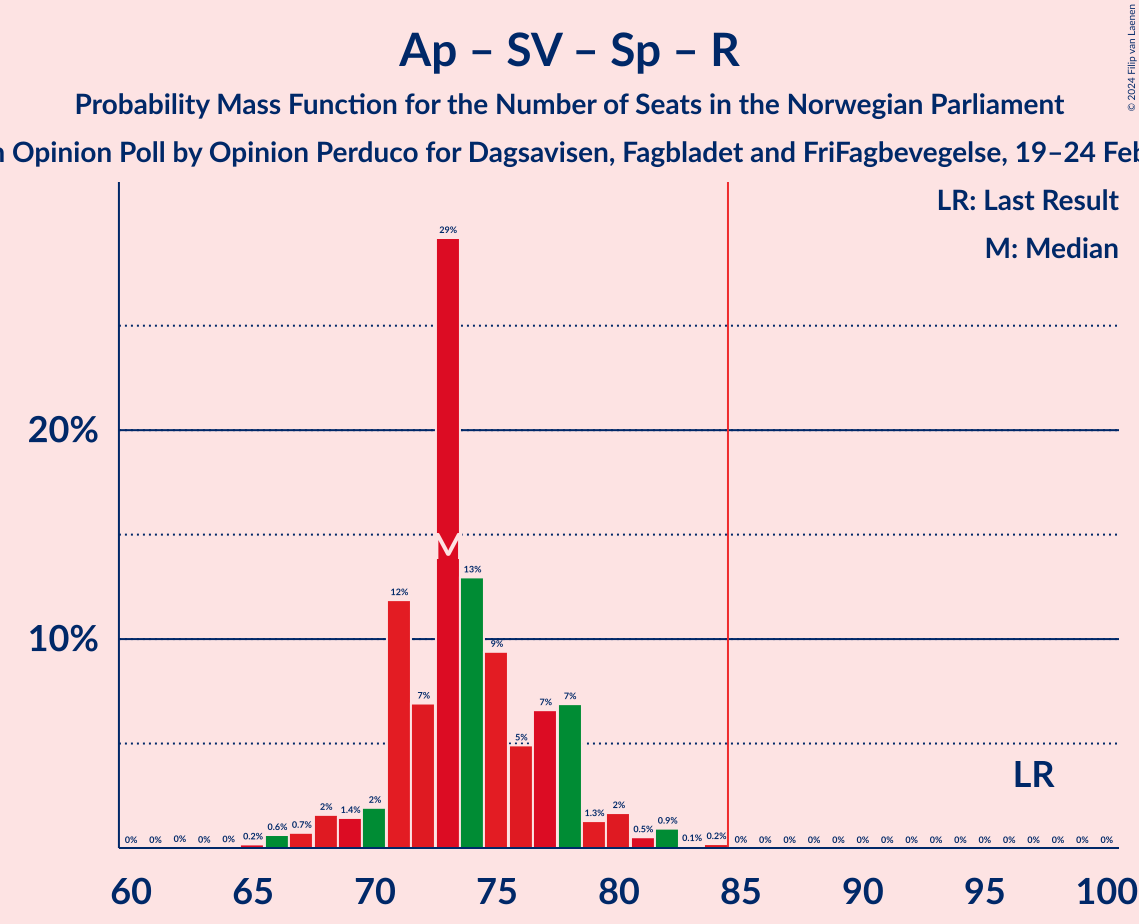 Ap – SV – Sp – R
Probability Mass Function for the Number of Seats in the Norwegian Parliament
Opinion Poll by Opinion Perduco for Dagsavisen, Fagbladet and FriFagbevegelse, 19–24
© 2024 Filip van Laenen
LR: Last Result
M: Median
29%
20%
M
13%
12%
10%
9%
7%
7%
7%
5%
LR
0% 0% 0% 0% 0% 0.2% 0.6% 0.7% 2% 1.4% 2% 1.3% 2% 0.5% 0.9% 0.1% 0.2% 0% 0% 0% 0% 0% 0% 0% 0% 0% 0% 0% 0% 0% 0% 0% 0%
60 65 70 75 80 85 90 95 100